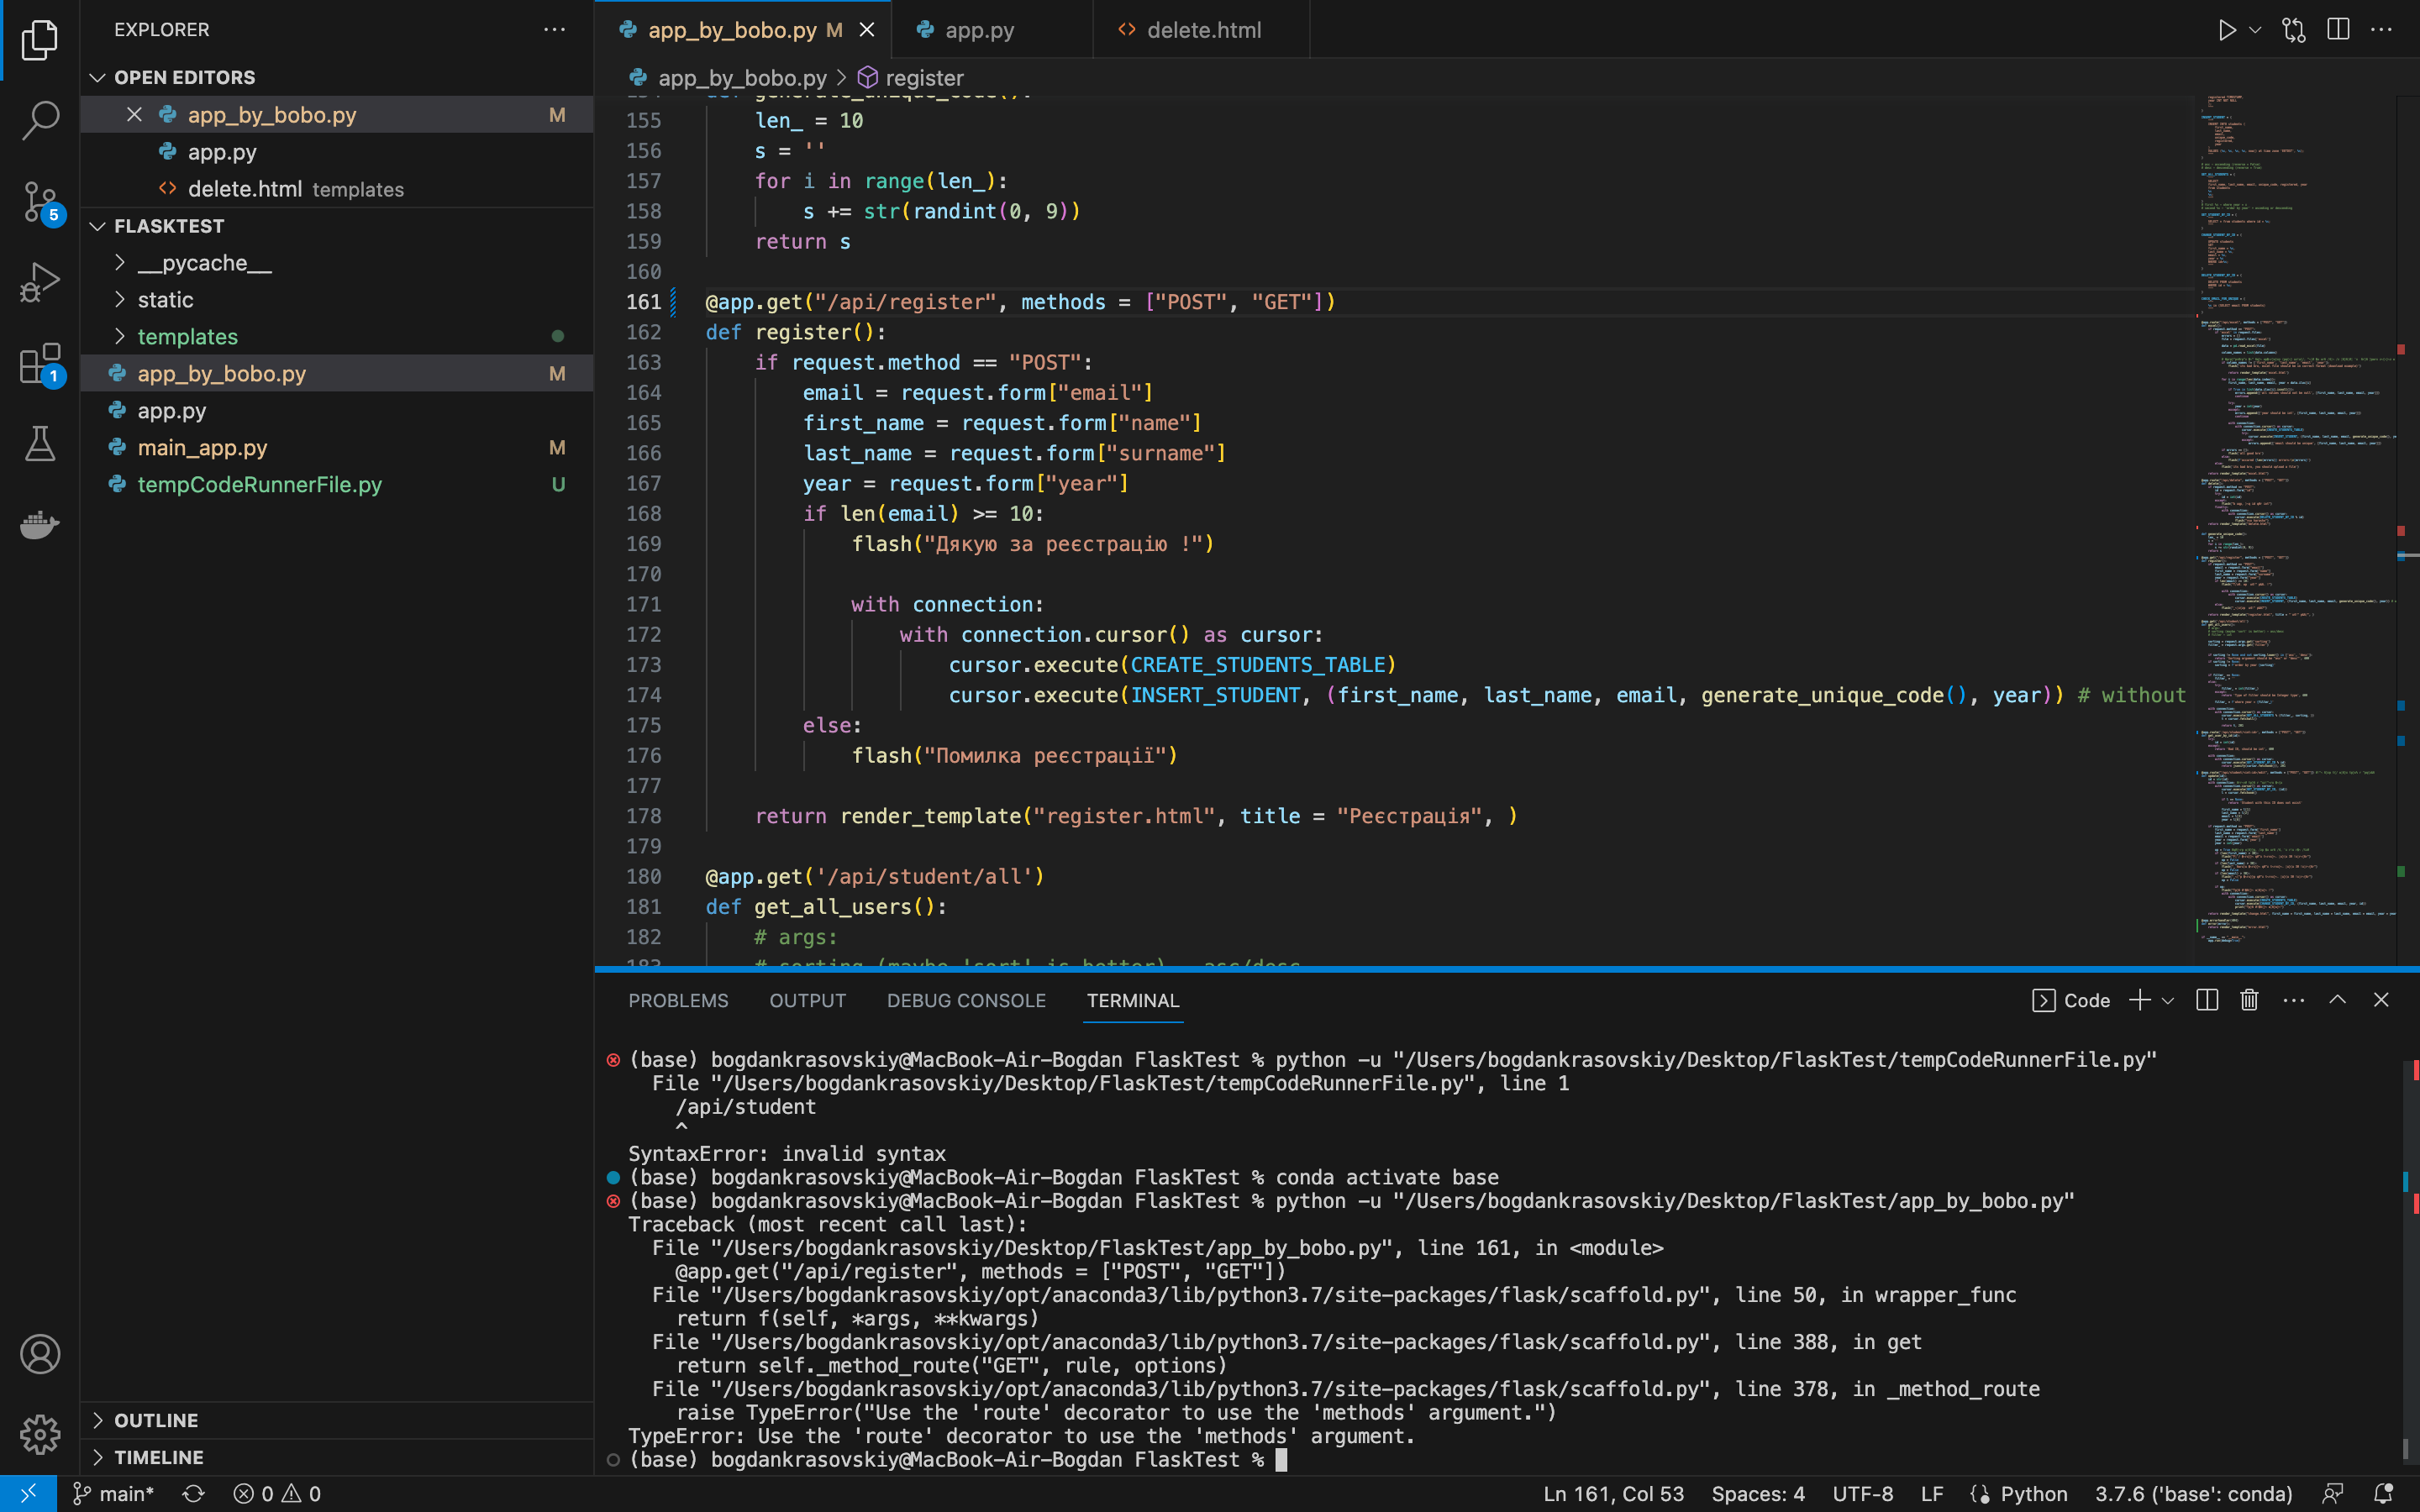 EXPLORER
OPEN EDITORS
app_by_bobo.py M
app.py
delete.html templates
FLASKTEST
__pycache__
static
templates
app_by_bobo.py M
app.py
main_app.py M
tempCodeRunnerFile.py U
OUTLINE
TIMELINE
5
1
app_by_bobo.py M
app.py
delete.html
app_by_bobo.py > register
155 len_ = 10
156 s = ''
157 for i in range(len_):
158 s += str(randint(0, 9))
159 return s
160
161 @app.get("/api/register", methods = ["POST", "GET"])
162 def register():
163 if request.method == "POST":
164 email = request.form["email"]
165 first_name = request.form["name"]
166 last_name = request.form["surname"]
167 year = request.form["year"]
168 if len(email) >= 10:
169 flash("Дякую за реєстрацію !")
170
171 with connection:
172 with connection.cursor() as cursor:
173 cursor.execute(CREATE_STUDENTS_TABLE)
174 cursor.execute(INSERT_STUDENT, (first_name, last_name, email, generate_unique_code(), year)) # without
175 else:
176 flash("Помилка реєстрації")
177
178 return render_template("register.html", title = "Реєстрація", )
179
180 @app.get('/api/student/all')
181 def get_all_users():
182 # args:
PROBLEMS OUTPUT DEBUG CONSOLE TERMINAL Code
(base) bogdankrasovskiy@MacBook-Air-Bogdan FlaskTest % python -u "/Users/bogdankrasovskiy/Desktop/FlaskTest/tempCodeRunnerFile.py"
File "/Users/bogdankrasovskiy/Desktop/FlaskTest/tempCodeRunnerFile.py", line 1
/api/student
^
SyntaxError: invalid syntax
(base) bogdankrasovskiy@MacBook-Air-Bogdan FlaskTest % conda activate base
(base) bogdankrasovskiy@MacBook-Air-Bogdan FlaskTest % python -u "/Users/bogdankrasovskiy/Desktop/FlaskTest/app_by_bobo.py"
Traceback (most recent call last):
File "/Users/bogdankrasovskiy/Desktop/FlaskTest/app_by_bobo.py", line 161, in <module>
@app.get("/api/register", methods = ["POST", "GET"])
File "/Users/bogdankrasovskiy/opt/anaconda3/lib/python3.7/site-packages/flask/scaffold.py", line 50, in wrapper_func
return f(self, *args, **kwargs)
File "/Users/bogdankrasovskiy/opt/anaconda3/lib/python3.7/site-packages/flask/scaffold.py", line 388, in get
return self._method_route("GET", rule, options)
File "/Users/bogdankrasovskiy/opt/anaconda3/lib/python3.7/site-packages/flask/scaffold.py", line 378, in _method_route
raise TypeError("Use the 'route' decorator to use the 'methods' argument.")
TypeError: Use the 'route' decorator to use the 'methods' argument.
(base) bogdankrasovskiy@MacBook-Air-Bogdan FlaskTest %
main* 0 0 Ln 161, Col 53 Spaces: 4 UTF-8 LF Python 3.7.6 ('base': conda)